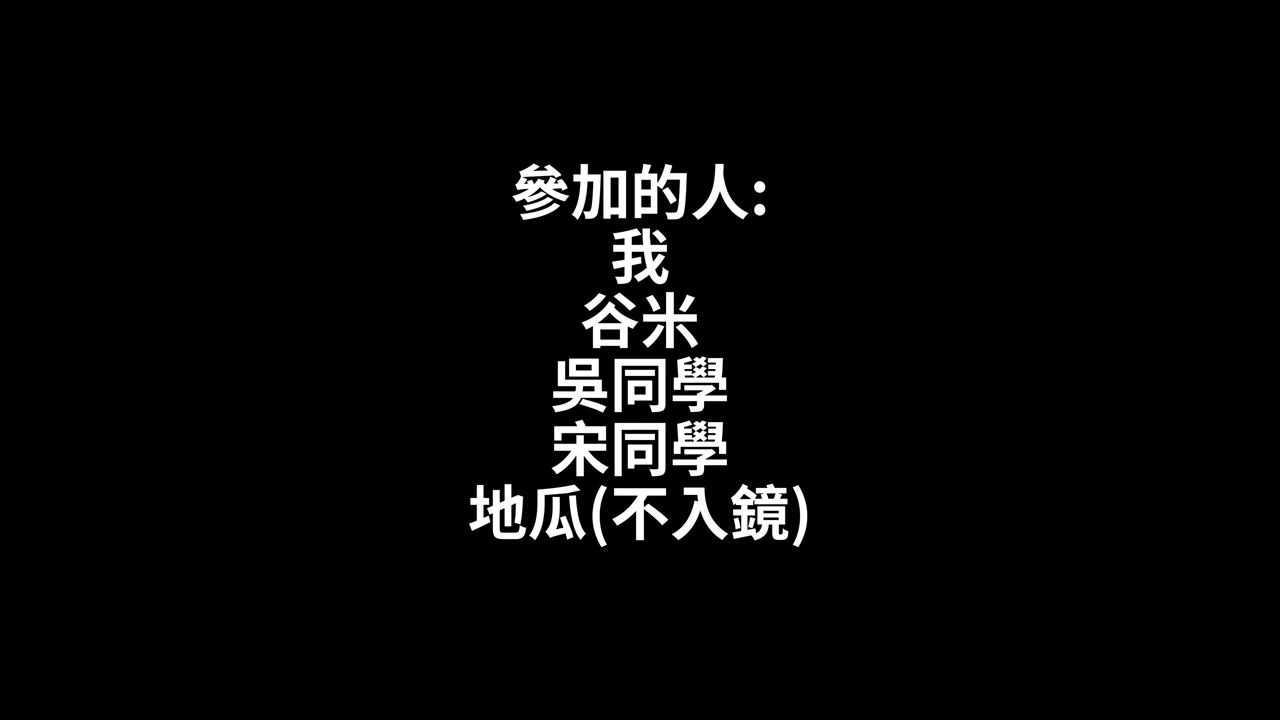 參加的人:
我
谷米
吳同學
宋同學
地瓜(不入鏡)